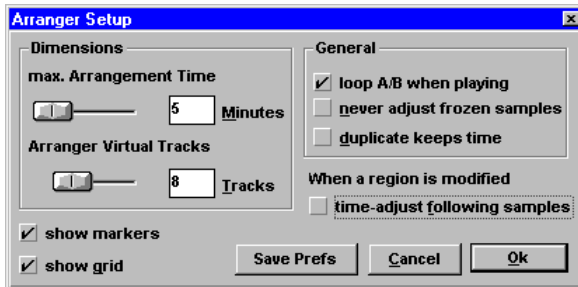 Arranger Setup
Dimensions
max. Arrangement Time
5 Minutes
Arranger Virtual Tracks
8 Tracks
show markers
show grid
General
loop A/B when playing
never adjust frozen samples
duplicate keeps time
When a region is modified
time-adjust following samples
Save Prefs
Cancel
Ok